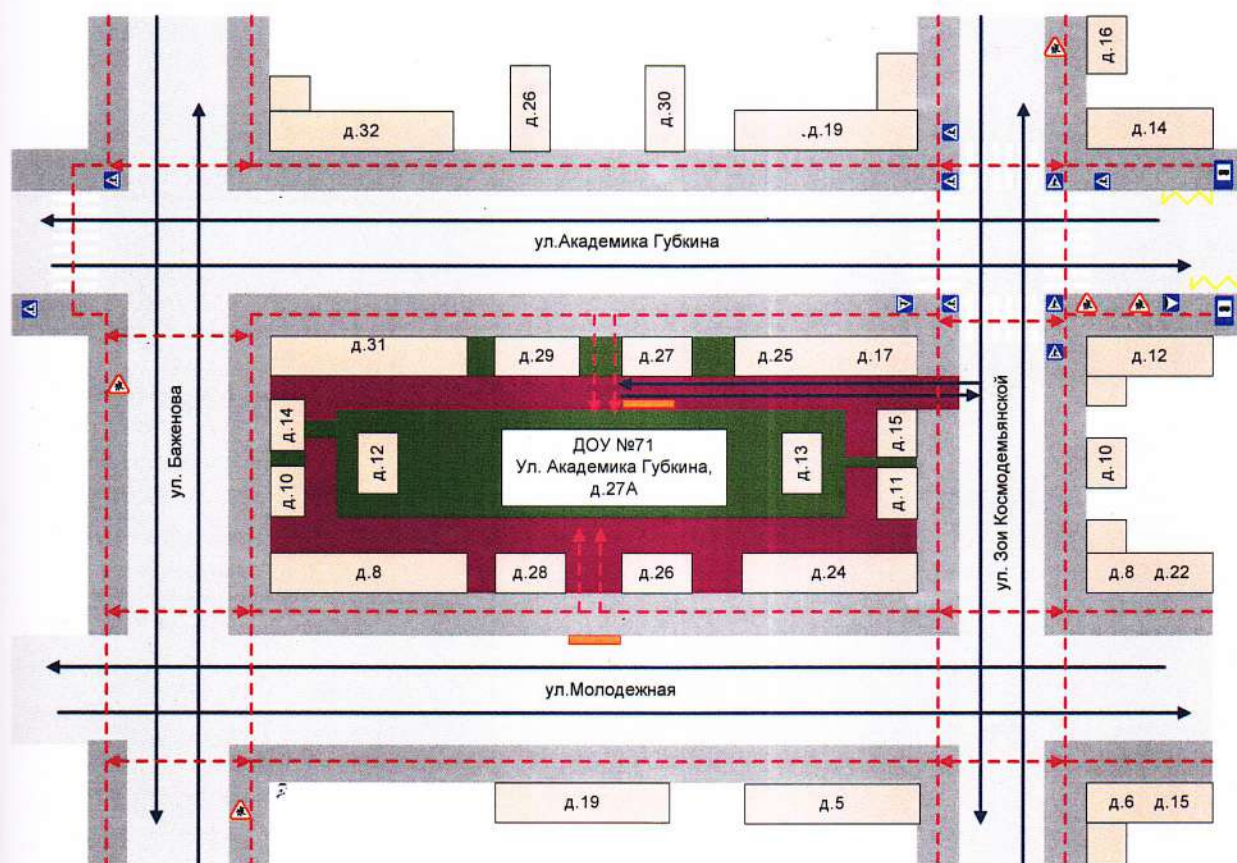 д.16
д.26
д.30
д.32
.д.19
д.14
ул.Академика Губкина
д.31
д.29
д.27
д.25
д.17
д.12
д.14
д.15
ДОУ №71
Ул. Академика Губкина,
д.27А
д.12
д.13
д.10
д.10
д.11
ул. Баженова
ул. Зои Космодемьянской
д.8
д.28
д.26
д.24
д.8 д.22
ул.Молодежная
д.19
д.5
д.6 д.15